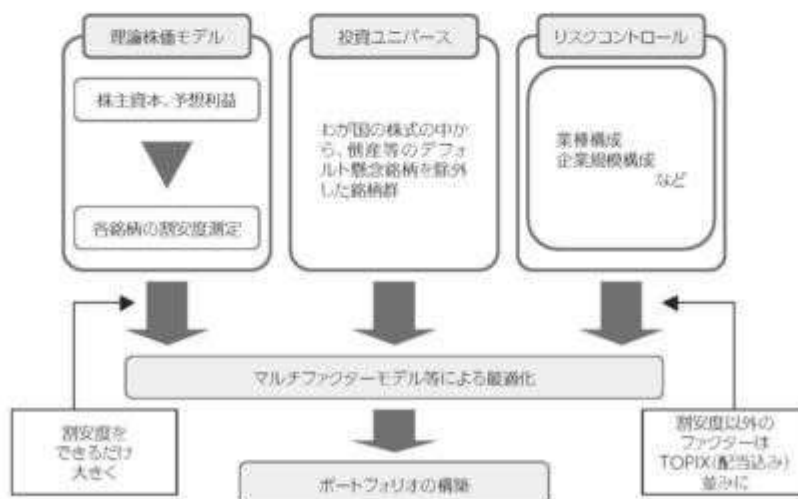 理論株価モデル
株主資本、予想利益
各銘柄の割安度測定
投資ユニバース
わが国の株式の中か
ら、倒産等のデフォ
ルト懸念銘柄を除外
した銘柄群
リスクコントロール
業種構成
企業規模構成
など
マルチファクターモデル等による最適化
割安度を
できるだけ
大きく
割安度以外の
ファクターは
TOPIX(配当込み)
並みに
ポートフォリオの構築